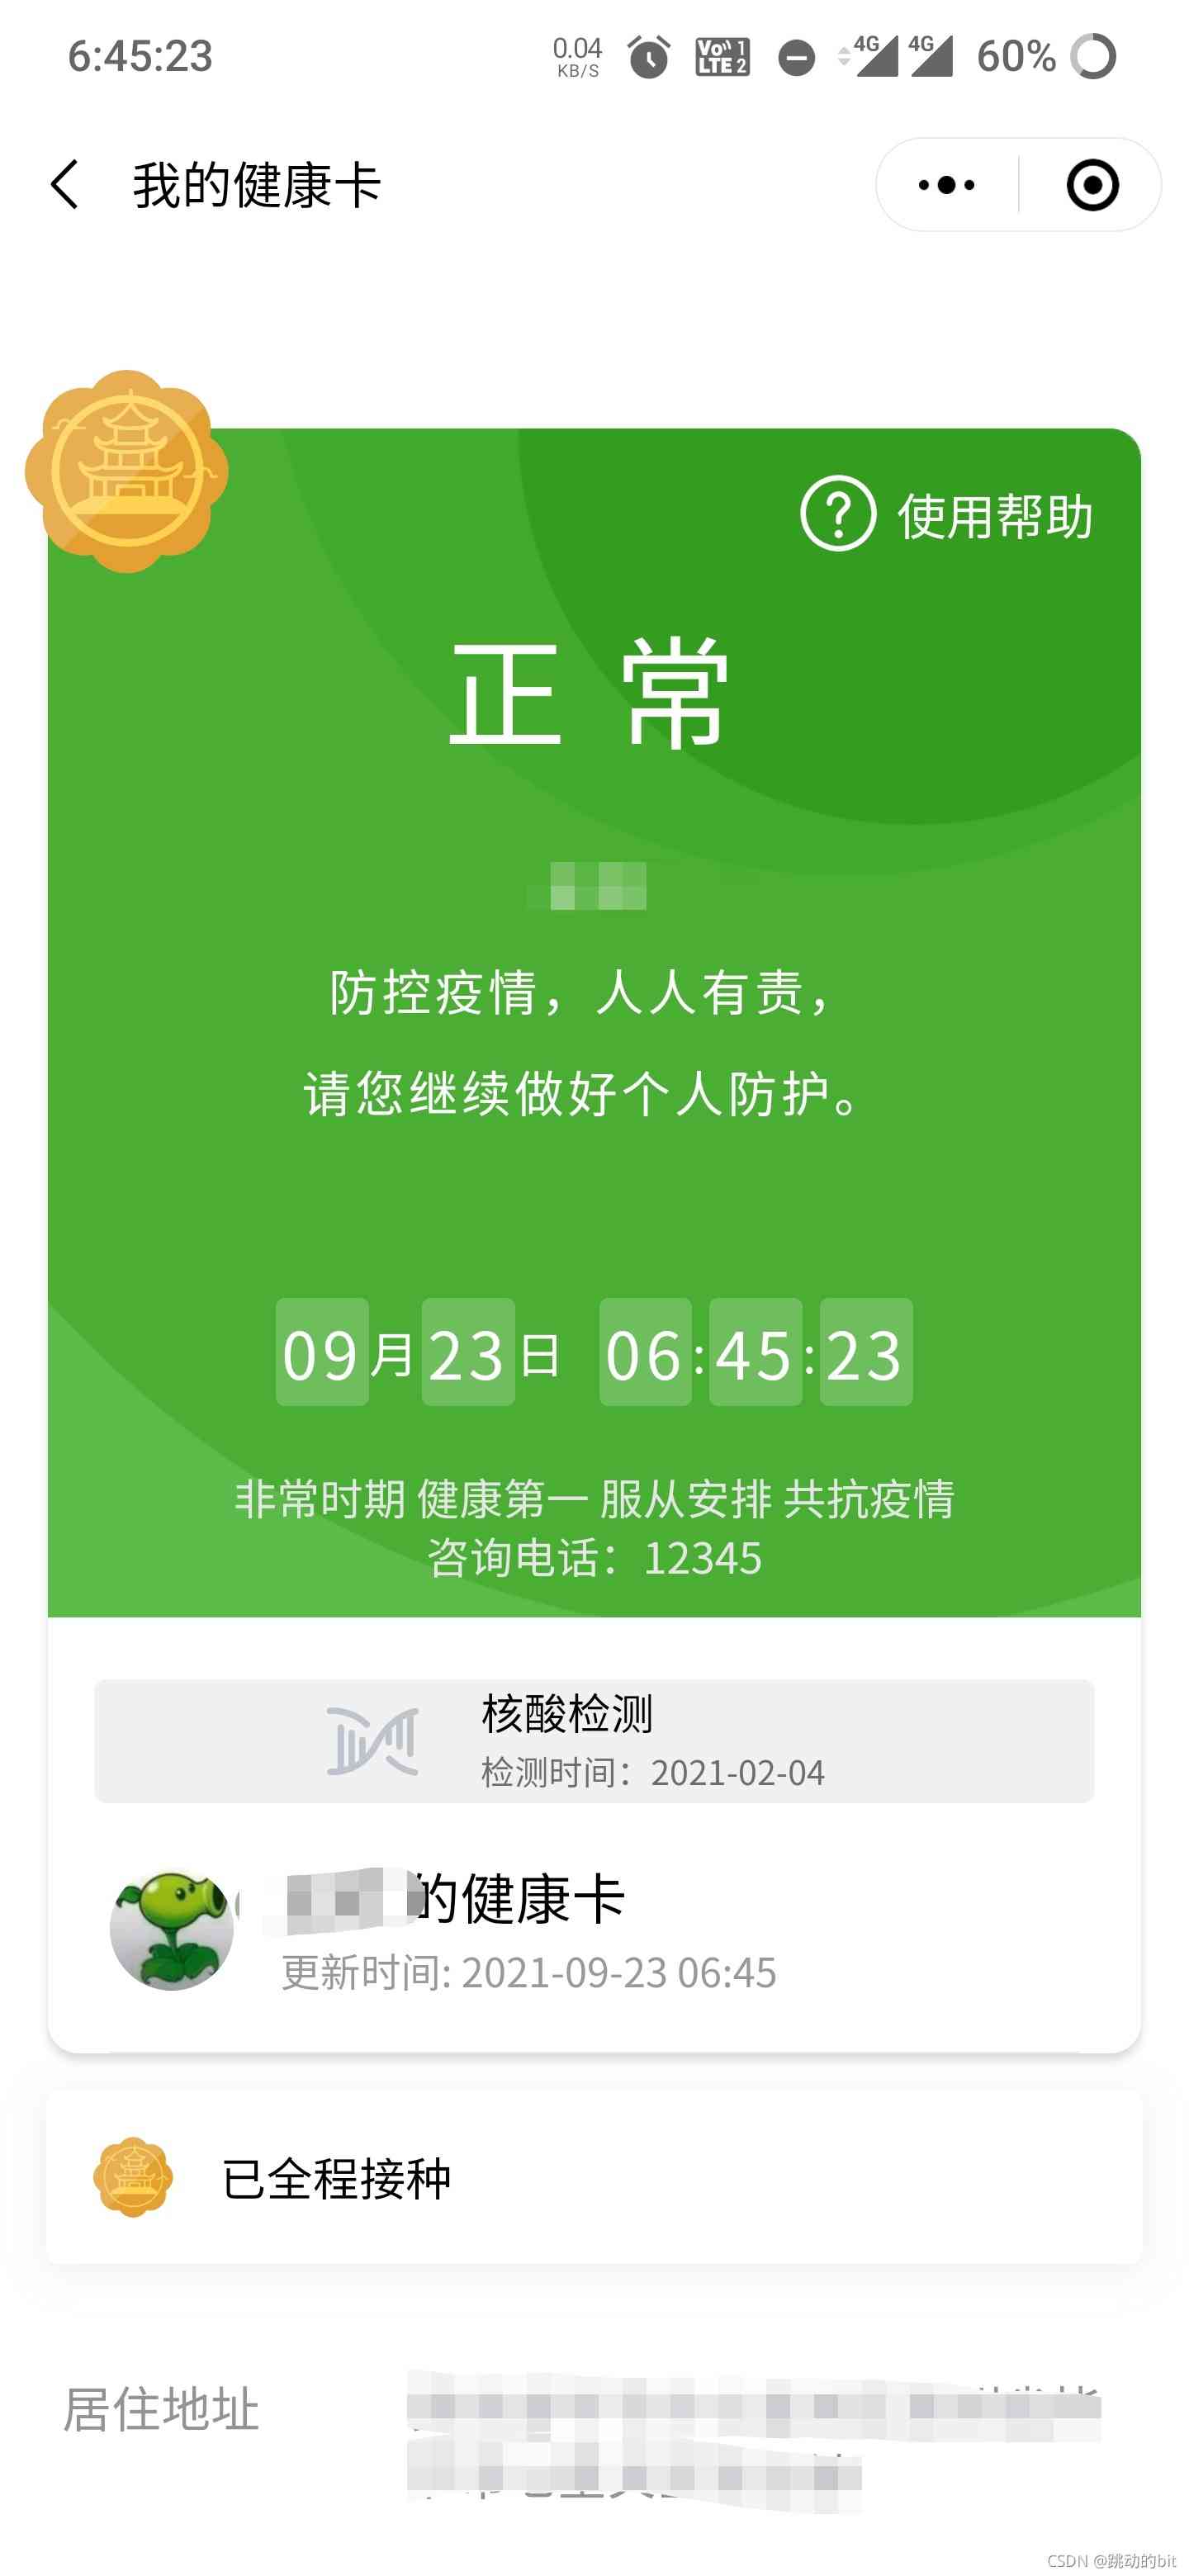 6:45:23
0.04
KB/S
Vo)) 1
LTE 2
4G
4G
60%
我的健康卡
使用帮助
正常
防控疫情，人人有责，
请您继续做好个人防护。
09月23日 06:45:23
非常时期 健康第一 服从安排 共抗疫情
咨询电话：12345
核酸检测
检测时间：2021-02-04
的健康卡
更新时间: 2021-09-23 06:45
已全程接种
居住地址
CSDN @跳动的bit